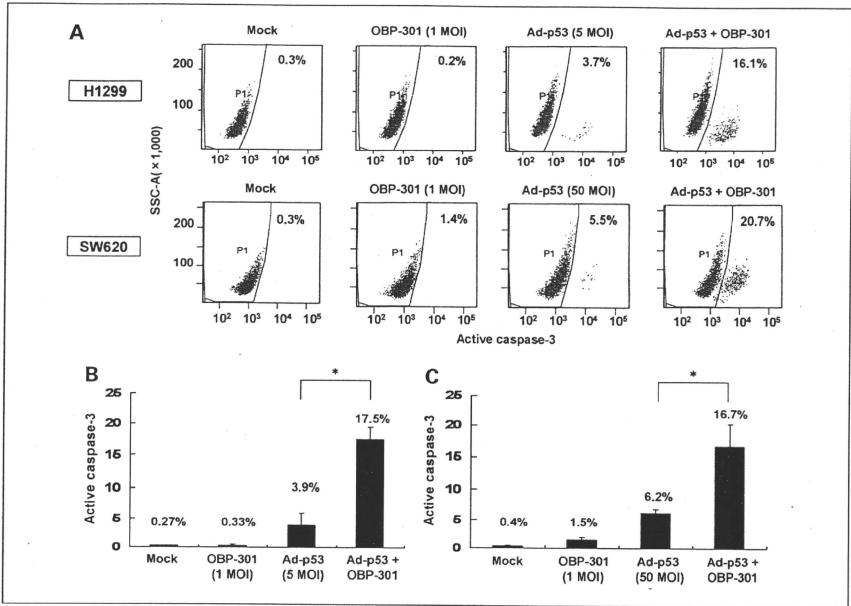 A
Mock
OBP-301 (1 MOI)
Ad-p53 (5 MOI)
Ad-p53 + OBP-301
H1299
SSC-A( × 1,000)
200
100
P1
0.3%
P1
0.2%
P1
3.7%
P1
16.1%
10² 10³ 10⁴ 10⁵
10² 10³ 10⁴ 10⁵
10² 10³ 10⁴ 10⁵
10² 10³ 10⁴ 10⁵
Mock
OBP-301 (1 MOI)
Ad-p53 (50 MOI)
Ad-p53 + OBP-301
SW620
200
100
P1
0.3%
P1
1.4%
P1
5.5%
P1
20.7%
10² 10³ 10⁴ 10⁵
10² 10³ 10⁴ 10⁵
10² 10³ 10⁴ 10⁵
10² 10³ 10⁴ 10⁵
Active caspase-3
B
Active caspase-3
25
20
15
10
5
0
0.27%
0.33%
3.9%
17.5%
*
Mock
OBP-301
(1 MOI)
Ad-p53
(5 MOI)
Ad-p53 +
OBP-301
C
Active caspase-3
25
20
15
10
5
0
0.4%
1.5%
6.2%
16.7%
*
Mock
OBP-301
(1 MOI)
Ad-p53
(50 MOI)
Ad-p53 +
OBP-301